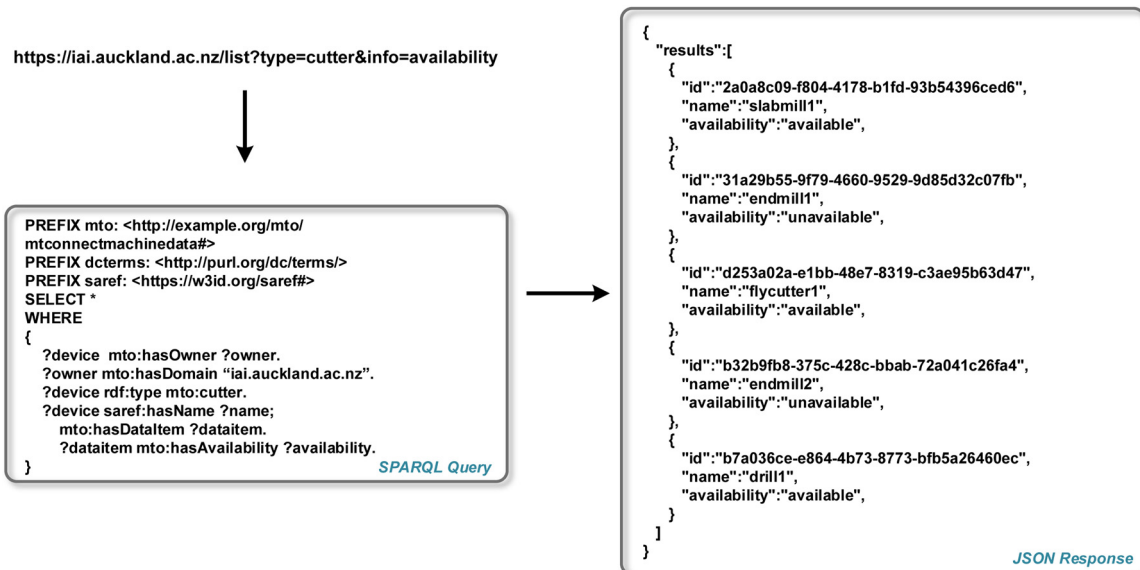 https://iai.auckland.ac.nz/list?type=cutter&info=availability
PREFIX mto: <http://example.org/mto/
mtconnectmachinedata#>
PREFIX dcterms: <http://purl.org/dc/terms/>
PREFIX saref: <https://w3id.org/saref#>
SELECT *
WHERE
{
?device  mto:hasOwner ?owner.
?owner mto:hasDomain “iai.auckland.ac.nz”.
?device rdf:type mto:cutter.
?device saref:hasName ?name;
mto:hasDataItem ?dataitem.
?dataitem mto:hasAvailability ?availability.
}
SPARQL Query
{
"results":[
{
"id":"2a0a8c09-f804-4178-b1fd-93b54396ced6",
"name":"slabmill1",
"availability":"available",
},
{
"id":"31a29b55-9f79-4660-9529-9d85d32c07fb",
"name":"endmill1",
"availability":"unavailable",
},
{
"id":"d253a02a-e1bb-48e7-8319-c3ae95b63d47",
"name":"flycutter1",
"availability":"available",
},
{
"id":"b32b9fb8-375c-428c-bbab-72a041c26fa4",
"name":"endmill2",
"availability":"unavailable",
},
{
"id":"b7a036ce-e864-4b73-8773-bfb5a26460ec",
"name":"drill1",
"availability":"available",
}
]
}
JSON Response